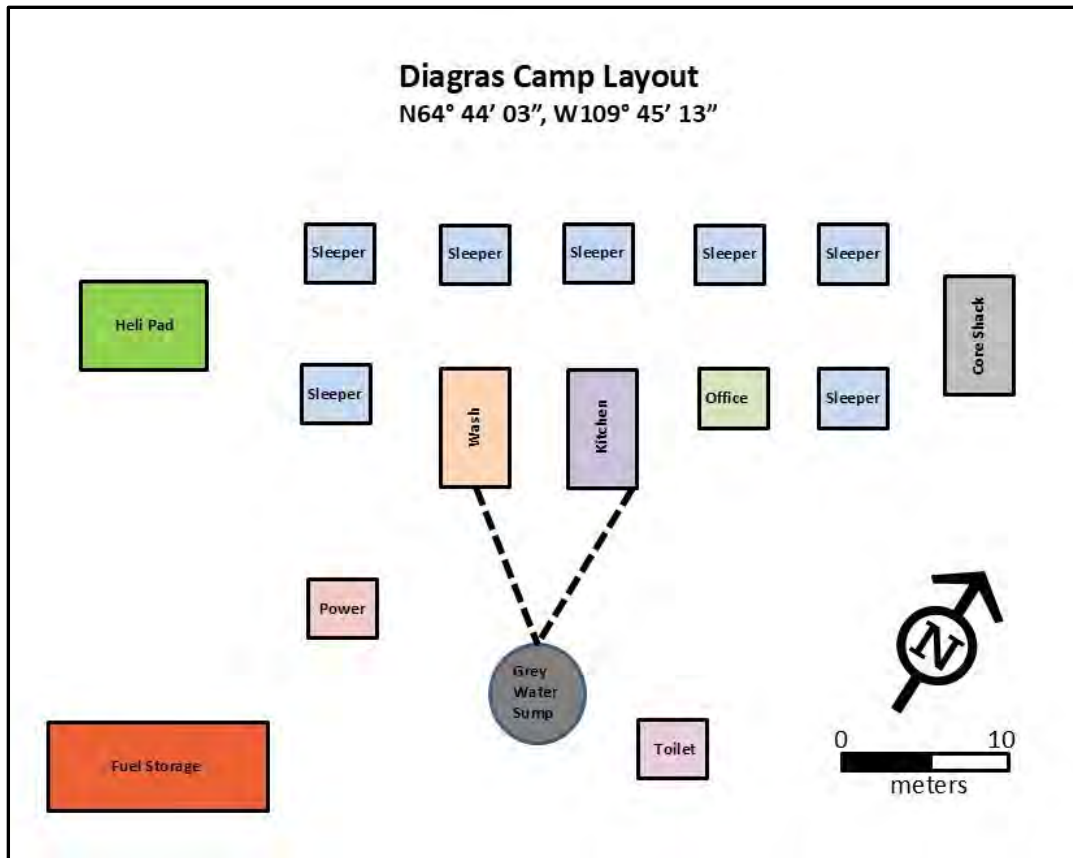 Diagras Camp Layout
N64° 44’ 03”, W109° 45’ 13”
Sleeper
Sleeper
Sleeper
Sleeper
Sleeper
Heli Pad
Core Shack
Sleeper
Wash
Kitchen
Office
Sleeper
Power
N
Grey
Water
Sump
Toilet
Fuel Storage
0 10
meters